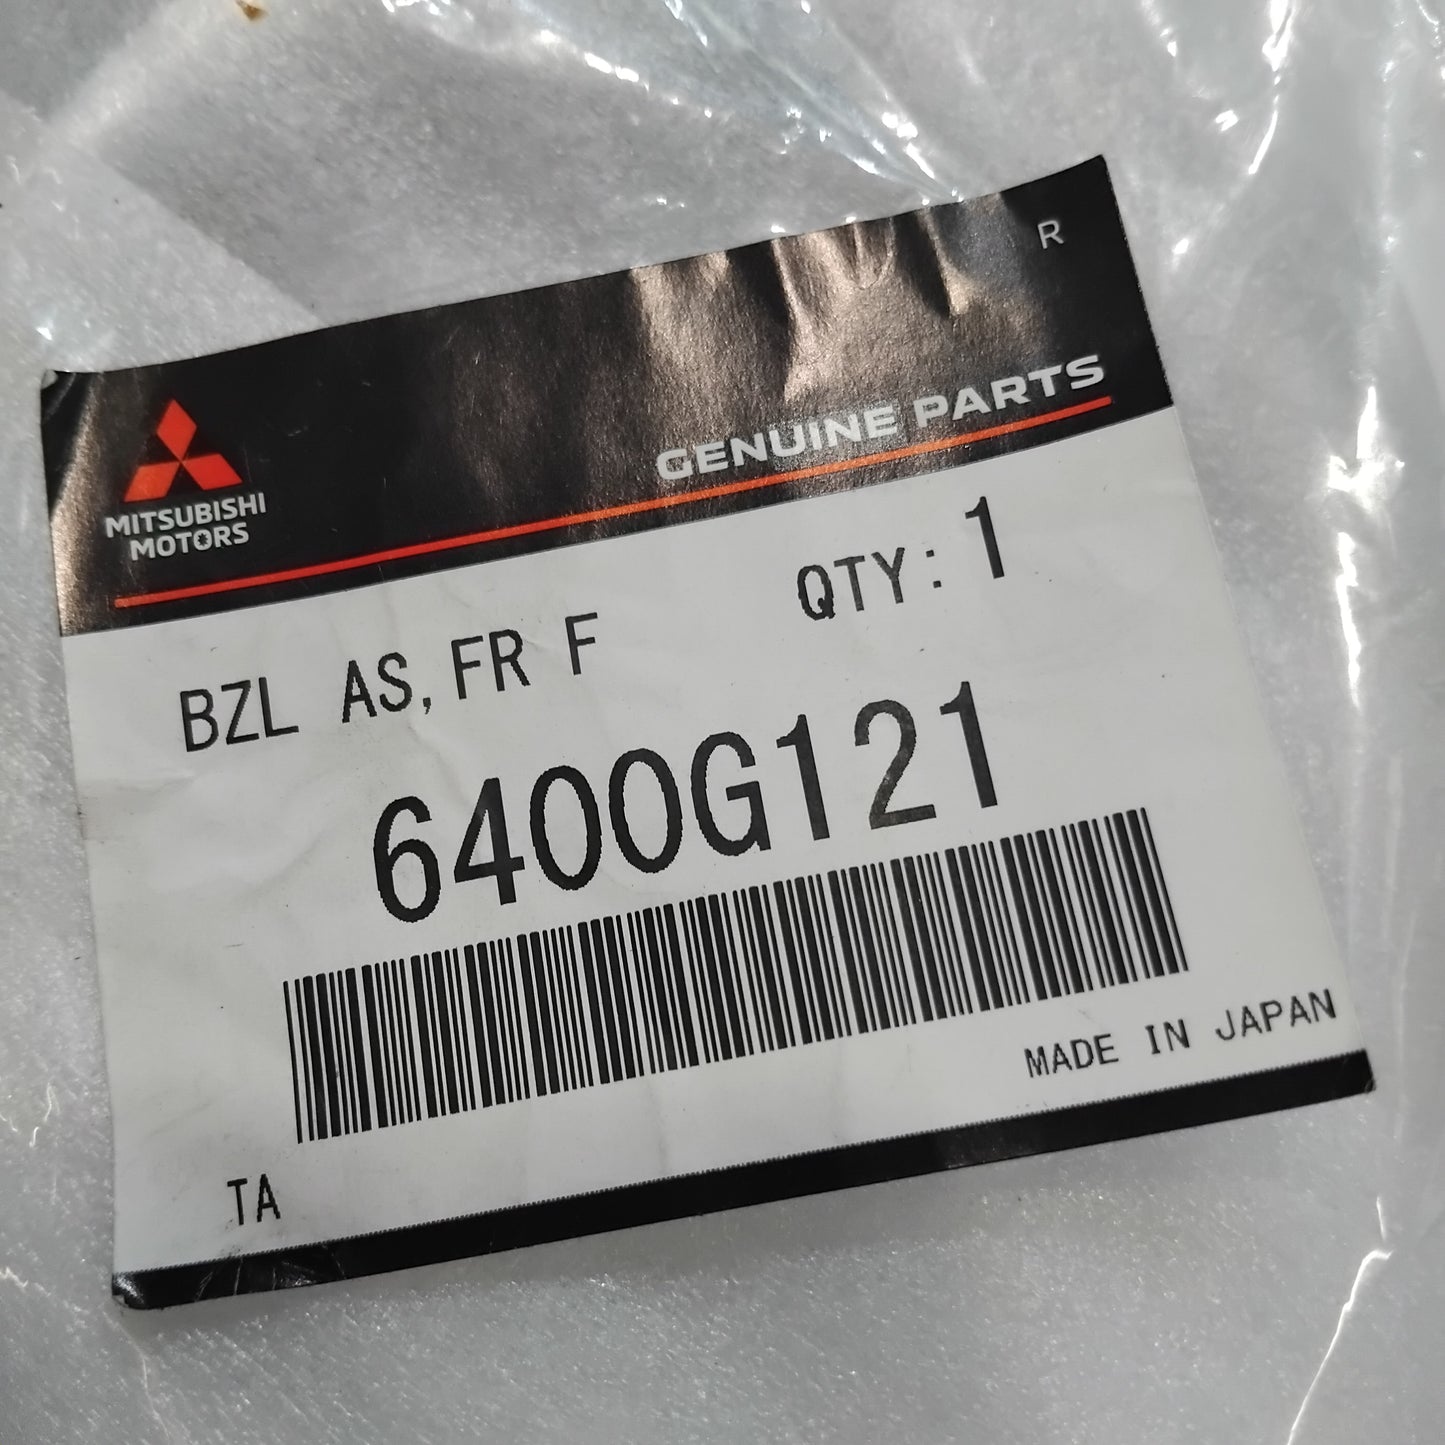 R
GENUINE PARTS
MITSUBISHI
MOTORS
QTY: 1
BZL AS, FR F
6400G121
MADE IN JAPAN
TA